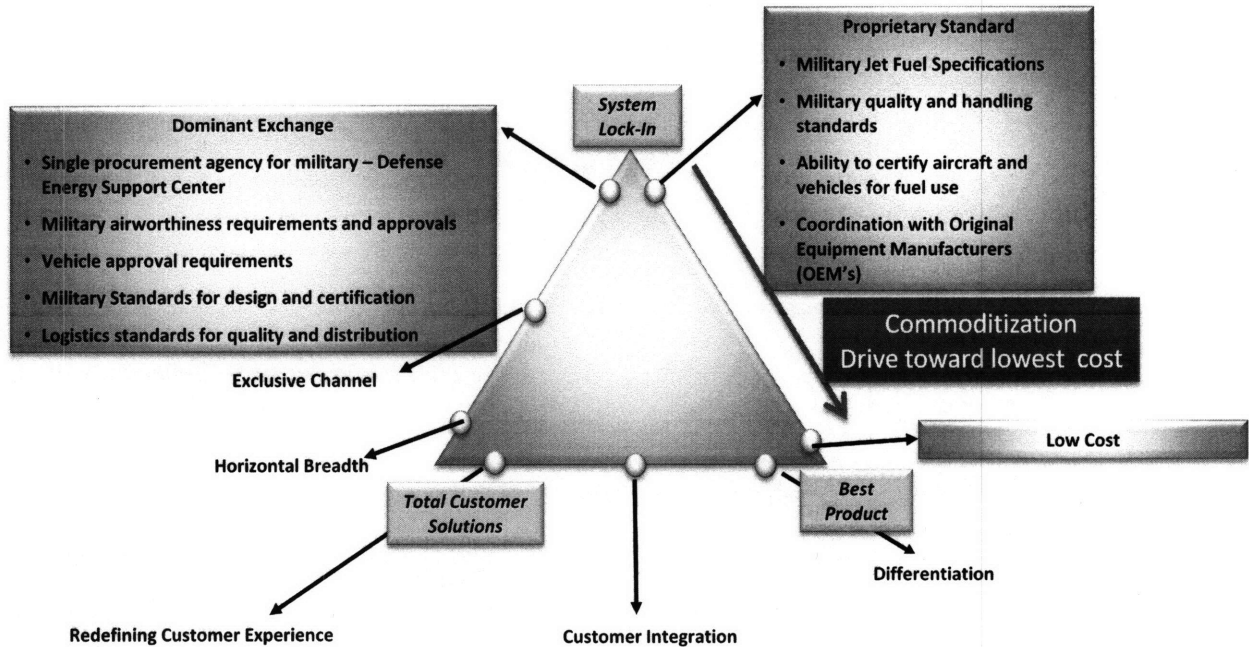 Proprietary Standard
• Military Jet Fuel Specifications
• Military quality and handling
standards
• Ability to certify aircraft and
vehicles for fuel use
• Coordination with Original
Equipment Manufacturers
(OEM's)
System
Lock-In
Dominant Exchange
• Single procurement agency for military – Defense
Energy Support Center
• Military airworthiness requirements and approvals
• Vehicle approval requirements
• Military Standards for design and certification
• Logistics standards for quality and distribution
Commoditization
Drive toward lowest cost
Exclusive Channel
Low Cost
Horizontal Breadth
Total Customer
Solutions
Best
Product
Differentiation
Redefining Customer Experience
Customer Integration